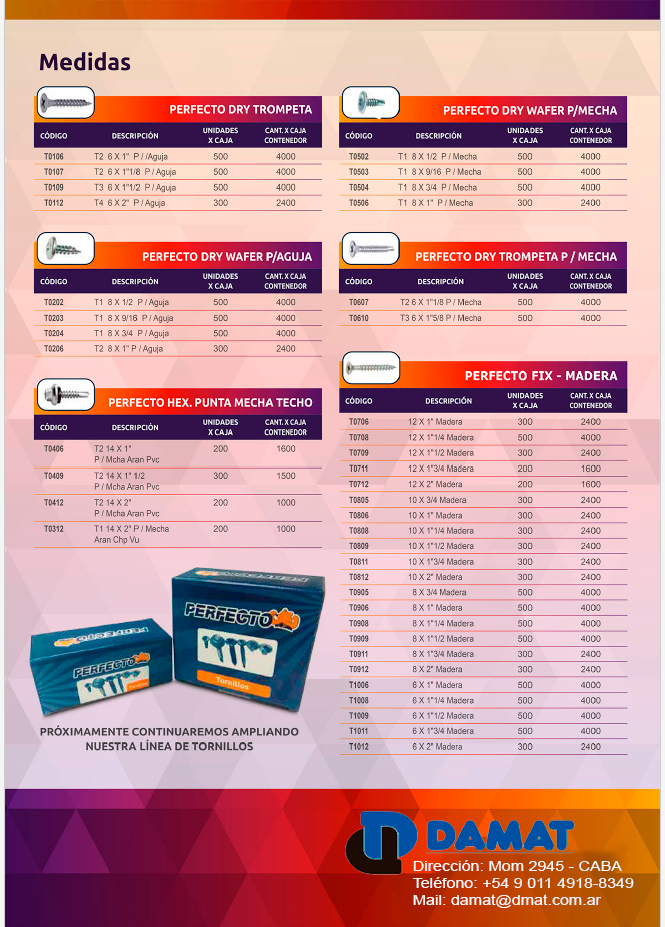 Medidas
PERFECTO DRY TROMPETA
CÓDIGO DESCRIPCIÓN UNIDADES X CAJA CANT. X CAJA CONTENEDOR
T0106 T2 6 X 1" P / /Aguja 500 4000
T0107 T2 6 X 1"1/8 P / Aguja 500 4000
T0109 T3 6 X 1"1/2 P / Aguja 500 4000
T0112 T4 6 X 2" P / Aguja 300 2400
PERFECTO DRY WAFER P/AGUJA
CÓDIGO DESCRIPCIÓN UNIDADES X CAJA CANT. X CAJA CONTENEDOR
T0202 T1 8 X 1/2 P / Aguja 500 4000
T0203 T1 8 X 9/16 P / Aguja 500 4000
T0204 T1 8 X 3/4 P / Aguja 500 4000
T0206 T2 8 X 1" P / Aguja 300 2400
PERFECTO HEX. PUNTA MECHA TECHO
CÓDIGO DESCRIPCIÓN UNIDADES X CAJA CANT. X CAJA CONTENEDOR
T0406 T2 14 X 1" 200 1600
P / Mcha Aran Pvc
T0409 T2 14 X 1" 1/2 300 1500
P / Mcha Aran Pvc
T0412 T2 14 X 2" 200 1000
P / Mcha Aran Pvc
T0312 T1 14 X 2" P / Mecha 200 1000
Aran Chp Vu
PERFECTO
PERFECTO
Tornillos
PERFECTO
PERFECTO
Tornillos
PRÓXIMAMENTE CONTINUAREMOS AMPLIANDO
NUESTRA LÍNEA DE TORNILLOS
PERFECTO DRY WAFER P/MECHA
CÓDIGO DESCRIPCIÓN UNIDADES X CAJA CANT. X CAJA CONTENEDOR
T0502 T1 8 X 1/2 P / Mecha 500 4000
T0503 T1 8 X 9/16 P / Mecha 500 4000
T0504 T1 8 X 3/4 P / Mecha 500 4000
T0506 T1 8 X 1" P / Mecha 300 2400
PERFECTO DRY TROMPETA P / MECHA
CÓDIGO DESCRIPCIÓN UNIDADES X CAJA CANT. X CAJA CONTENEDOR
T0607 T2 6 X 1"1/8 P / Mecha 500 4000
T0610 T3 6 X 1"5/8 P / Mecha 500 4000
PERFECTO FIX - MADERA
CÓDIGO DESCRIPCIÓN UNIDADES X CAJA CANT. X CAJA CONTENEDOR
T0706 12 X 1" Madera 300 2400
T0708 12 X 1"1/4 Madera 500 4000
T0709 12 X 1"1/2 Madera 300 2400
T0711 12 X 1"3/4 Madera 200 1600
T0712 12 X 2" Madera 200 1600
T0805 10 X 3/4 Madera 300 2400
T0806 10 X 1" Madera 300 2400
T0808 10 X 1"1/4 Madera 300 2400
T0809 10 X 1"1/2 Madera 300 2400
T0811 10 X 1"3/4 Madera 300 2400
T0812 10 X 2" Madera 300 2400
T0905 8 X 3/4 Madera 500 4000
T0906 8 X 1" Madera 500 4000
T0908 8 X 1"1/4 Madera 500 4000
T0909 8 X 1"1/2 Madera 500 4000
T0911 8 X 1"3/4 Madera 300 2400
T0912 8 X 2" Madera 300 2400
T1006 6 X 1" Madera 500 4000
T1008 6 X 1"1/4 Madera 500 4000
T1009 6 X 1"1/2 Madera 500 4000
T1011 6 X 1"3/4 Madera 500 4000
T1012 6 X 2" Madera 300 2400
DAMAT
Dirección: Mom 2945 - CABA
Teléfono: +54 9 011 4918-8349
Mail: damat@dmat.com.ar